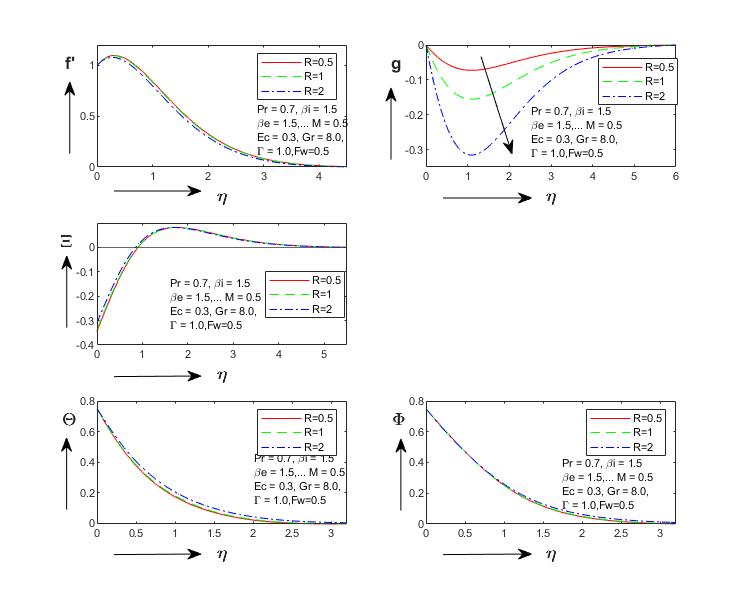 f'
1
0.5
0
0
1
2
3
4
η
R=0.5
R=1
R=2
Pr = 0.7, βi = 1.5
βe = 1.5,... M = 0.5
Ec = 0.3, Gr = 8.0,
Γ = 1.0,Fw=0.5
g
0
-0.1
-0.2
-0.3
0
1
2
3
4
5
6
η
R=0.5
R=1
R=2
Pr = 0.7, βi = 1.5
βe = 1.5,... M = 0.5
Ec = 0.3, Gr = 8.0,
Γ = 1.0,Fw=0.5
Ξ
0
-0.1
-0.2
-0.3
-0.4
0
1
2
3
4
5
η
Pr = 0.7, βi = 1.5
βe = 1.5,... M = 0.5
Ec = 0.3, Gr = 8.0,
Γ = 1.0,Fw=0.5
R=0.5
R=1
R=2
Θ
0.8
0.6
0.4
0.2
0
0
0.5
1
1.5
2
2.5
3
η
R=0.5
R=1
R=2
Pr = 0.7, βi = 1.5
βe = 1.5,... M = 0.5
Ec = 0.3, Gr = 8.0,
Γ = 1.0,Fw=0.5
Φ
0.8
0.6
0.4
0.2
0
0
0.5
1
1.5
2
2.5
3
η
R=0.5
R=1
R=2
Pr = 0.7, βi = 1.5
βe = 1.5,... M = 0.5
Ec = 0.3, Gr = 8.0,
Γ = 1.0,Fw=0.5